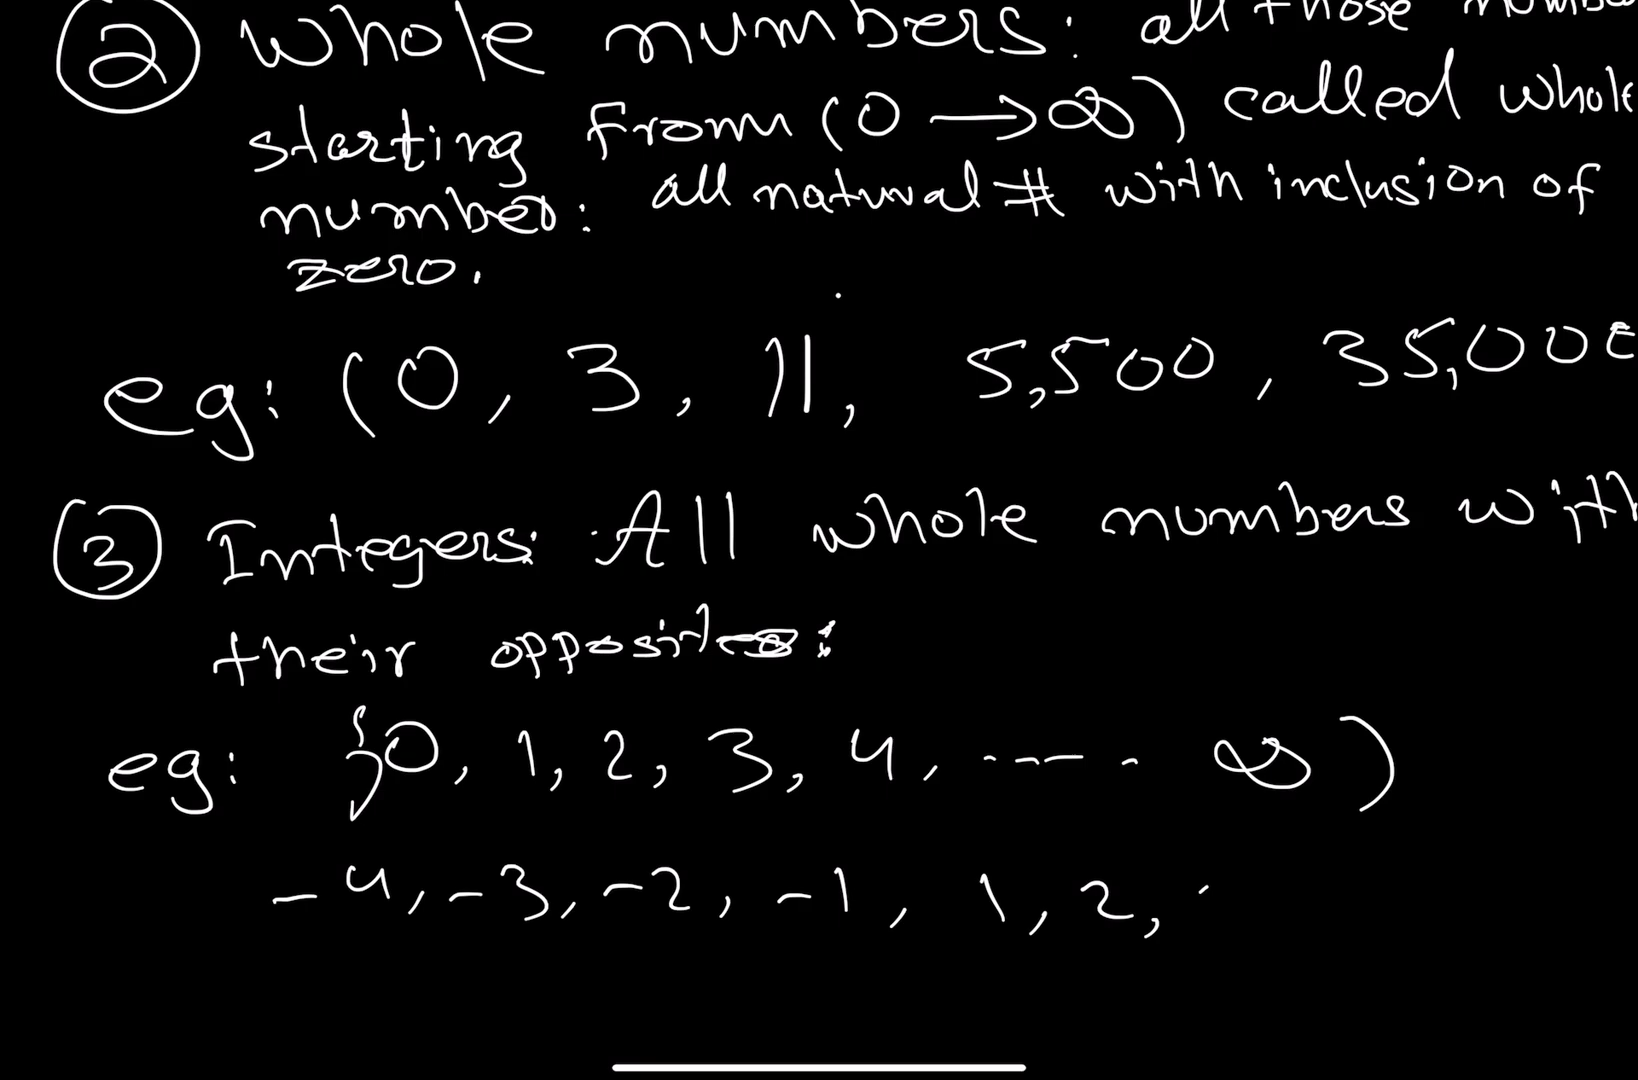 ② whole numbers: all those
starting from (0 → ∞) called whole
number: all natural # with inclusion of
zero.
eg: (0, 3, 11, 5,500, 35,000
③ Integers: All whole numbers with
their opposites:
eg: {0, 1, 2, 3, 4, ---- . ∞)
-4, -3, -2, -1, 1, 2,